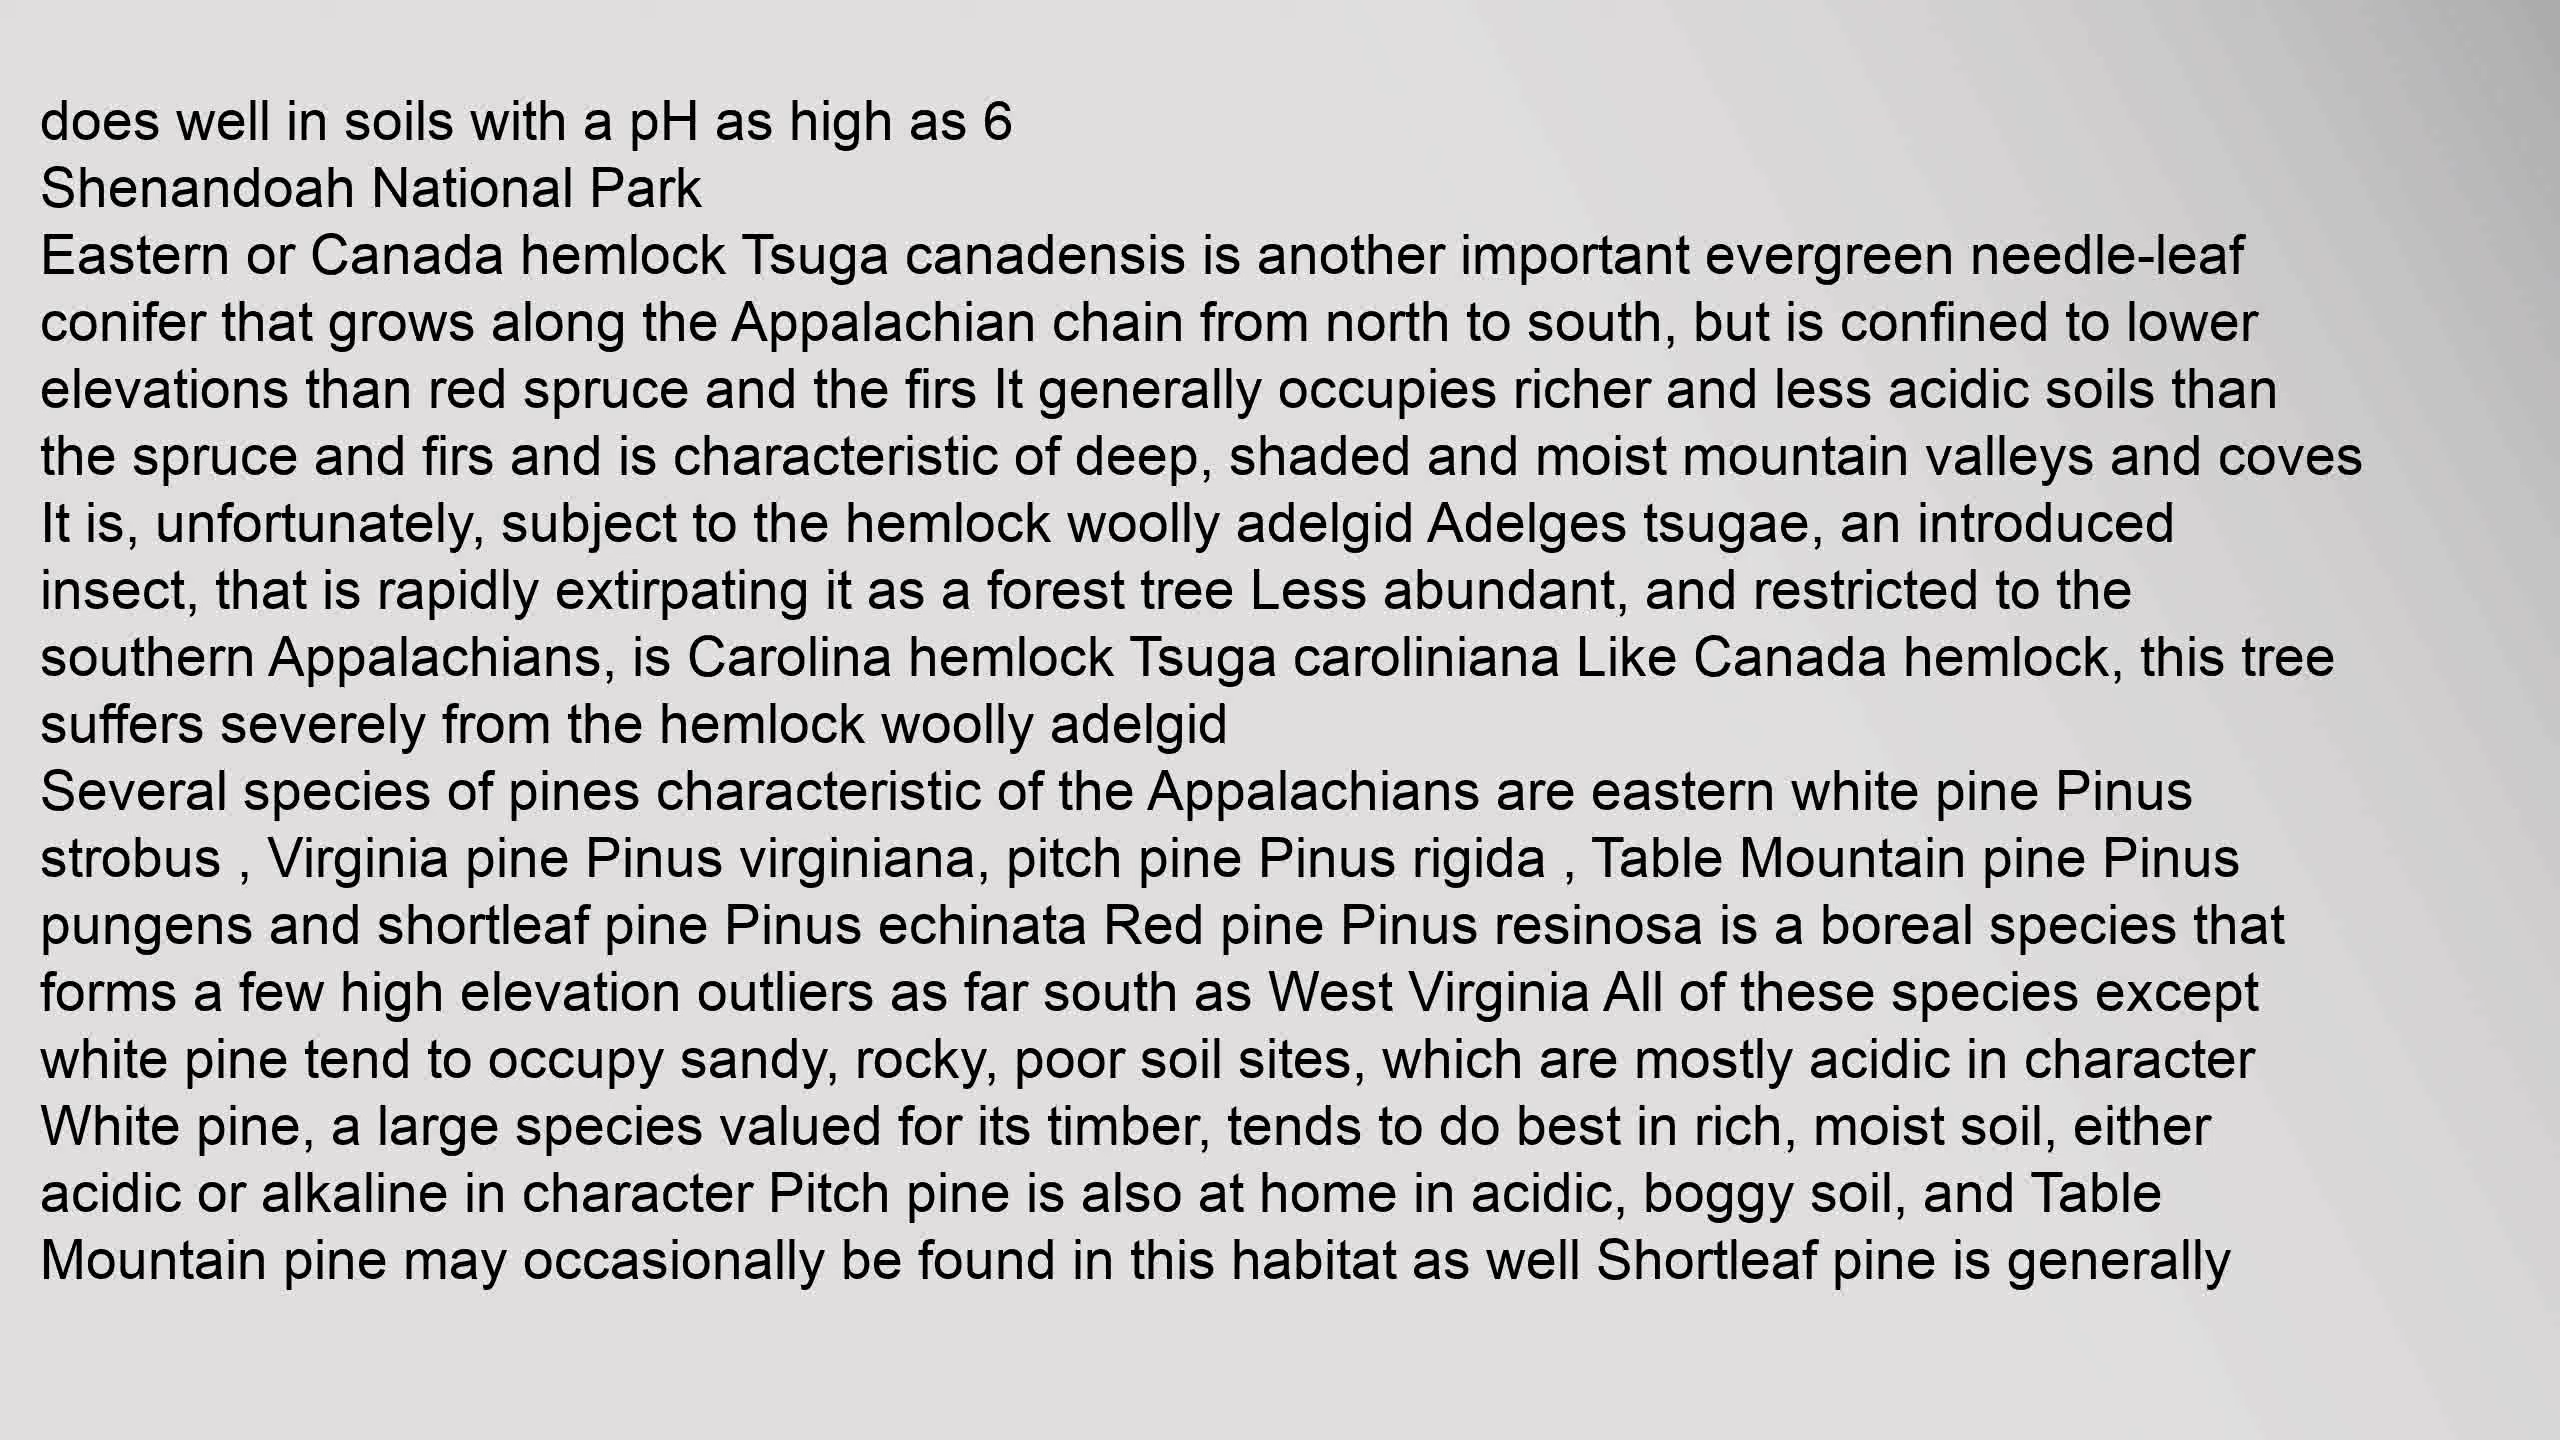 does well in soils with a pH as high as 6
Shenandoah National Park
Eastern or Canada hemlock Tsuga canadensis is another important evergreen needle-leaf
conifer that grows along the Appalachian chain from north to south, but is confined to lower
elevations than red spruce and the firs It generally occupies richer and less acidic soils than
the spruce and firs and is characteristic of deep, shaded and moist mountain valleys and coves
It is, unfortunately, subject to the hemlock woolly adelgid Adelges tsugae, an introduced
insect, that is rapidly extirpating it as a forest tree Less abundant, and restricted to the
southern Appalachians, is Carolina hemlock Tsuga caroliniana Like Canada hemlock, this tree
suffers severely from the hemlock woolly adelgid
Several species of pines characteristic of the Appalachians are eastern white pine Pinus
strobus , Virginia pine Pinus virginiana, pitch pine Pinus rigida , Table Mountain pine Pinus
pungens and shortleaf pine Pinus echinata Red pine Pinus resinosa is a boreal species that
forms a few high elevation outliers as far south as West Virginia All of these species except
white pine tend to occupy sandy, rocky, poor soil sites, which are mostly acidic in character
White pine, a large species valued for its timber, tends to do best in rich, moist soil, either
acidic or alkaline in character Pitch pine is also at home in acidic, boggy soil, and Table
Mountain pine may occasionally be found in this habitat as well Shortleaf pine is generally